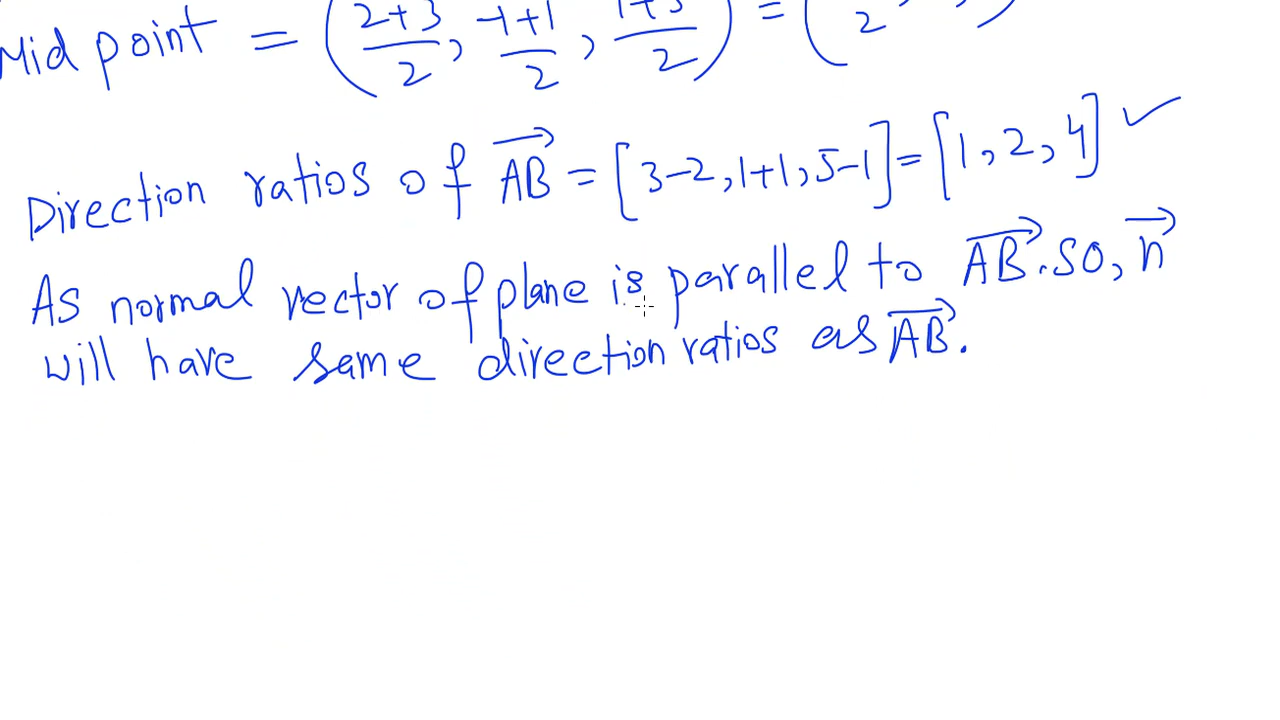 Mid point = (2+3/2, -1+1/2, 1+5/2) = ( 2
Direction ratios of AB→ = [3-2, 1+1, 5-1] = [1, 2, 4] ✓
As normal vector of plane is parallel to AB→. So, n→
will have same direction ratios as AB→.